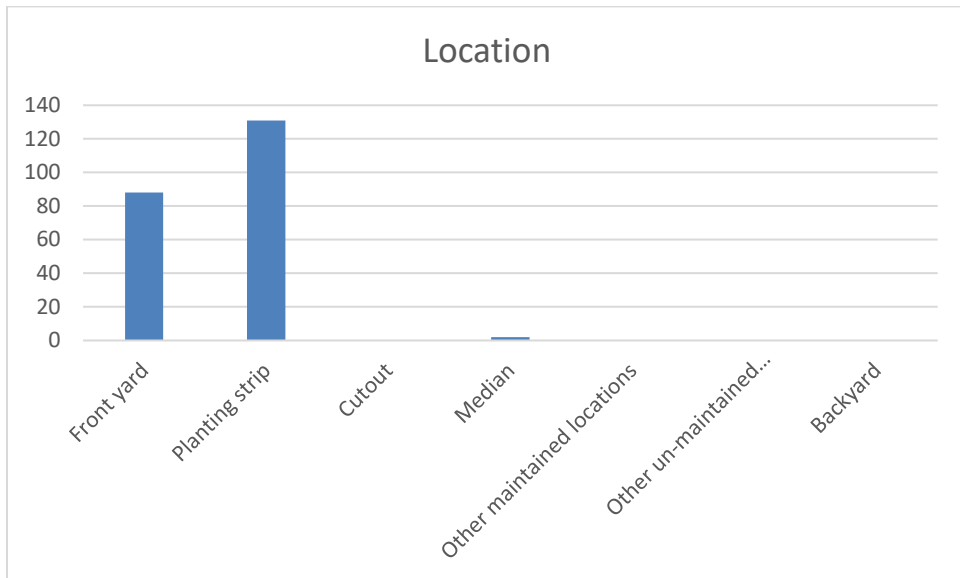 Location
140
120
100
80
60
40
20
0
Front yard
Planting strip
Cutout
Median
Other maintained locations
Other un-maintained...
Backyard